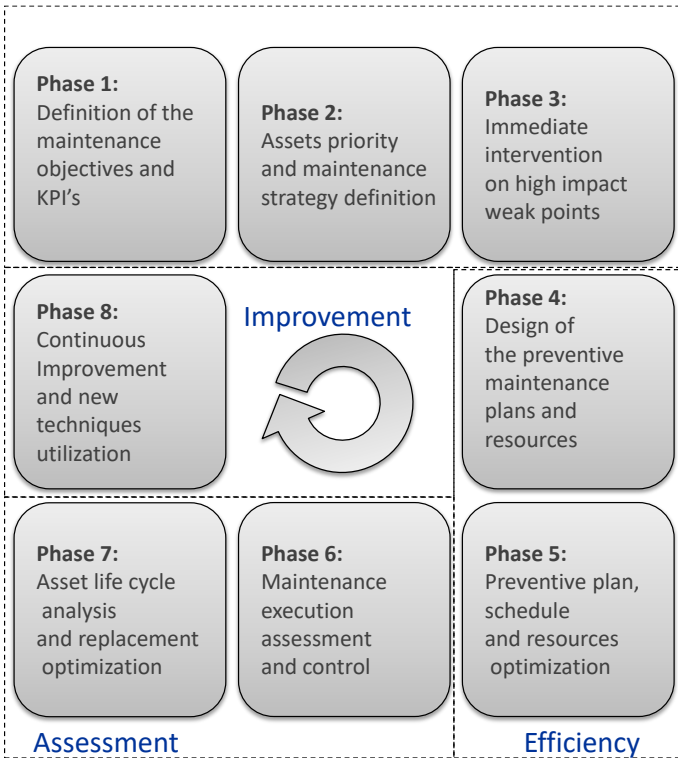 Phase 1:
Definition of the
maintenance
objectives and
KPI's
Phase 2:
Assets priority
and maintenance
strategy definition
Phase 3:
Immediate
intervention
on high impact
weak points
Phase 8:
Continuous
Improvement
and new
techniques
utilization
Improvement
Phase 4:
Design of
the preventive
maintenance
plans and
resources
Phase 7:
Asset life cycle
analysis
and replacement
optimization
Phase 6:
Maintenance
execution
assessment
and control
Phase 5:
Preventive plan,
schedule
and resources
optimization
Assessment
Efficiency